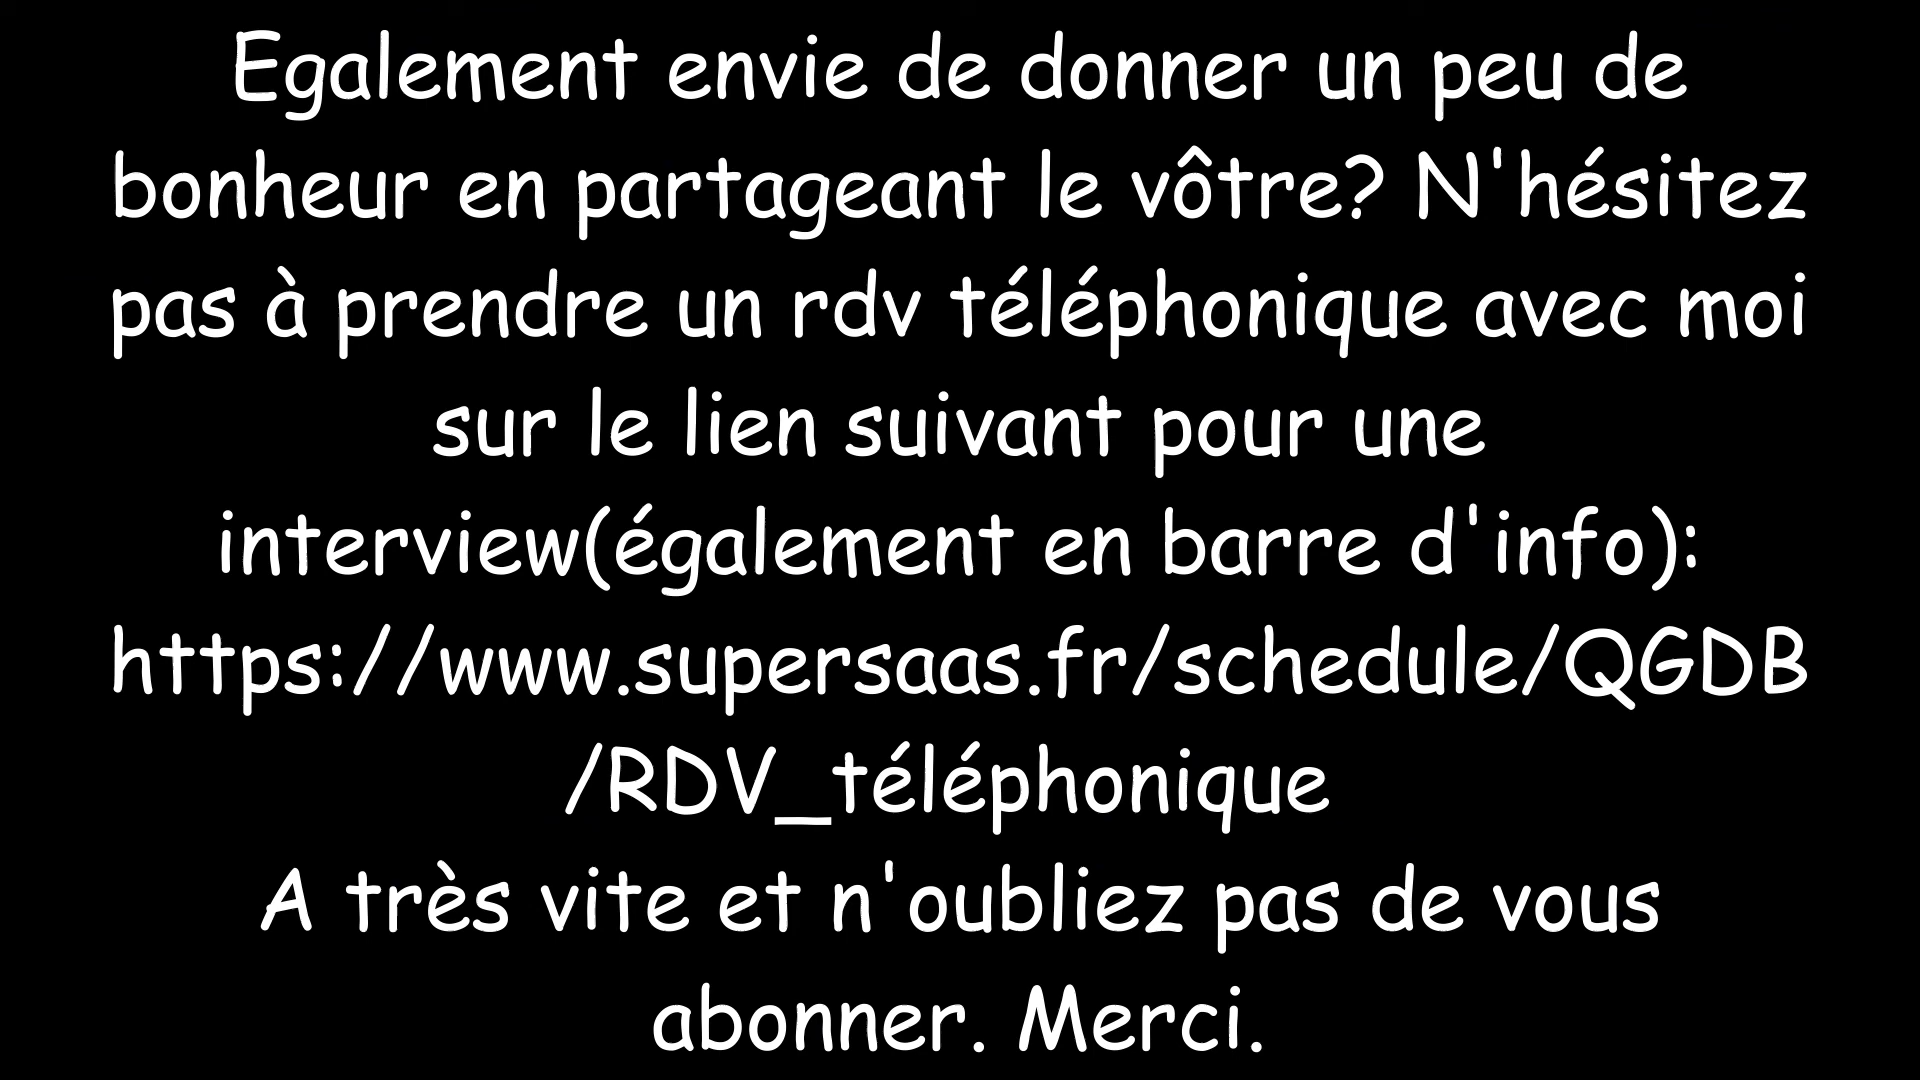 Egalement envie de donner un peu de
bonheur en partageant le vôtre? N'hésitez
pas à prendre un rdv téléphonique avec moi
sur le lien suivant pour une
interview(également en barre d'info):
https://www.supersaas.fr/schedule/QGDB
/RDV_téléphonique
A très vite et n'oubliez pas de vous
abonner. Merci.